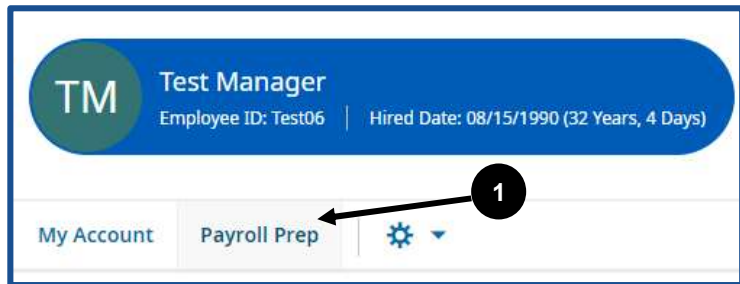 TM
Test Manager
Employee ID: Test06 | Hired Date: 08/15/1990 (32 Years, 4 Days)
1
My Account Payroll Prep